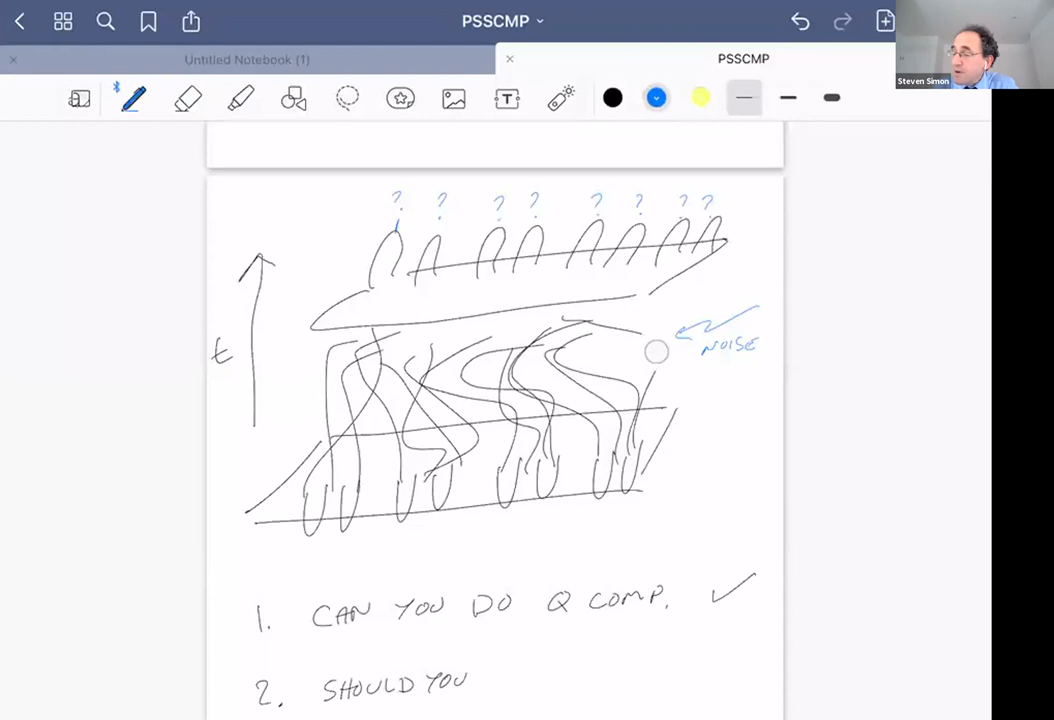 PSSCMP
Untitled Notebook (1)
PSSCMP
Steven Simon
T
? ? ? ? ? ? ? ?
t
NOISE
1. CAN YOU DO Q COMP. ✓
2. SHOULD YOU